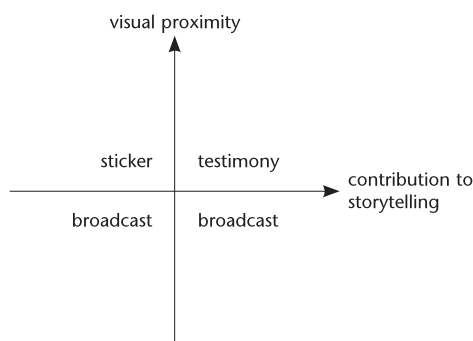 visual proximity
sticker testimony
contribution to
storytelling
broadcast broadcast